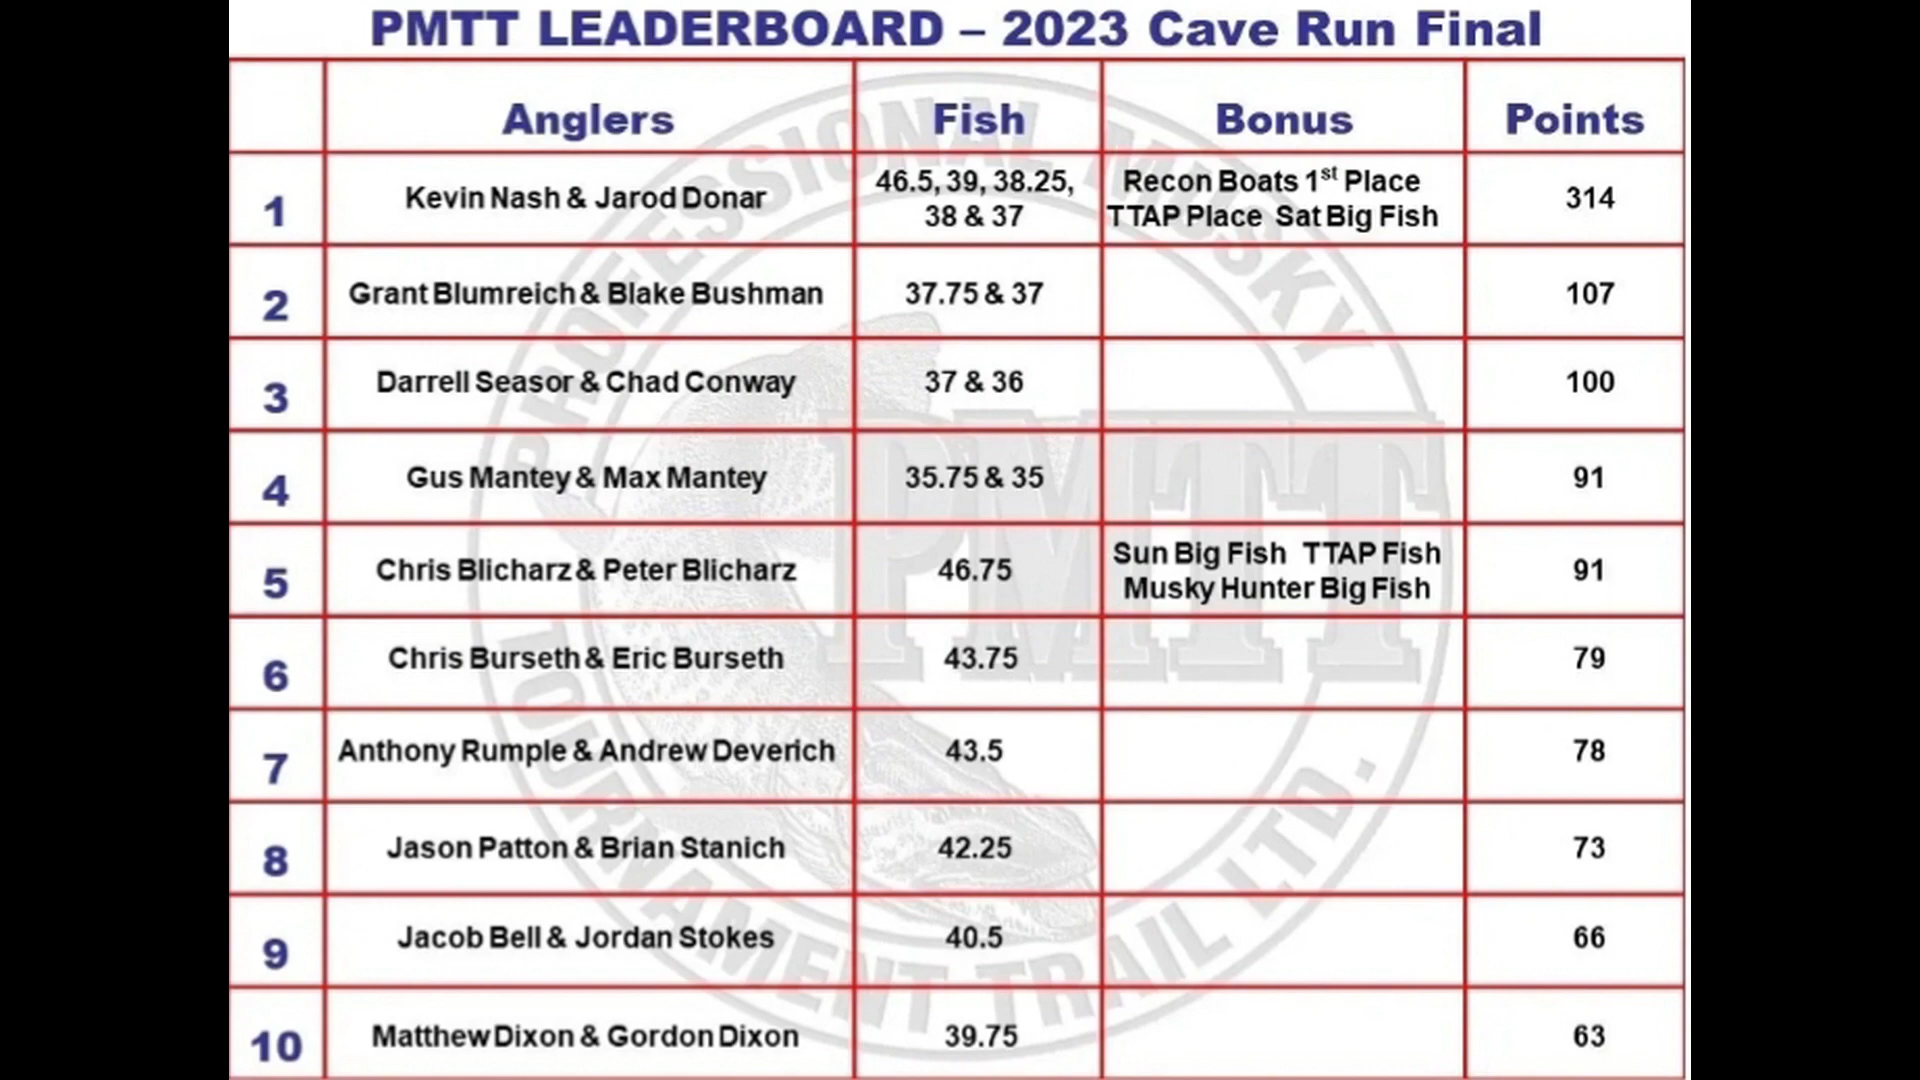 PMTT LEADERBOARD – 2023 Cave Run Final
Anglers Fish Bonus Points
1 Kevin Nash & Jarod Donar 46.5, 39, 38.25, 38 & 37 Recon Boats 1st Place TTAP Place Sat Big Fish 314
2 Grant Blumreich & Blake Bushman 37.75 & 37 107
3 Darrell Seasor & Chad Conway 37 & 36 100
4 Gus Mantey & Max Mantey 35.75 & 35 91
5 Chris Blicharz & Peter Blicharz 46.75 Sun Big Fish TTAP Fish Musky Hunter Big Fish 91
6 Chris Burseth & Eric Burseth 43.75 79
7 Anthony Rumple & Andrew Deverich 43.5 78
8 Jason Patton & Brian Stanich 42.25 73
9 Jacob Bell & Jordan Stokes 40.5 66
10 Matthew Dixon & Gordon Dixon 39.75 63
PROFESSIONAL MUSKY
PMTT
TOURNAMENT TRAIL LTD.